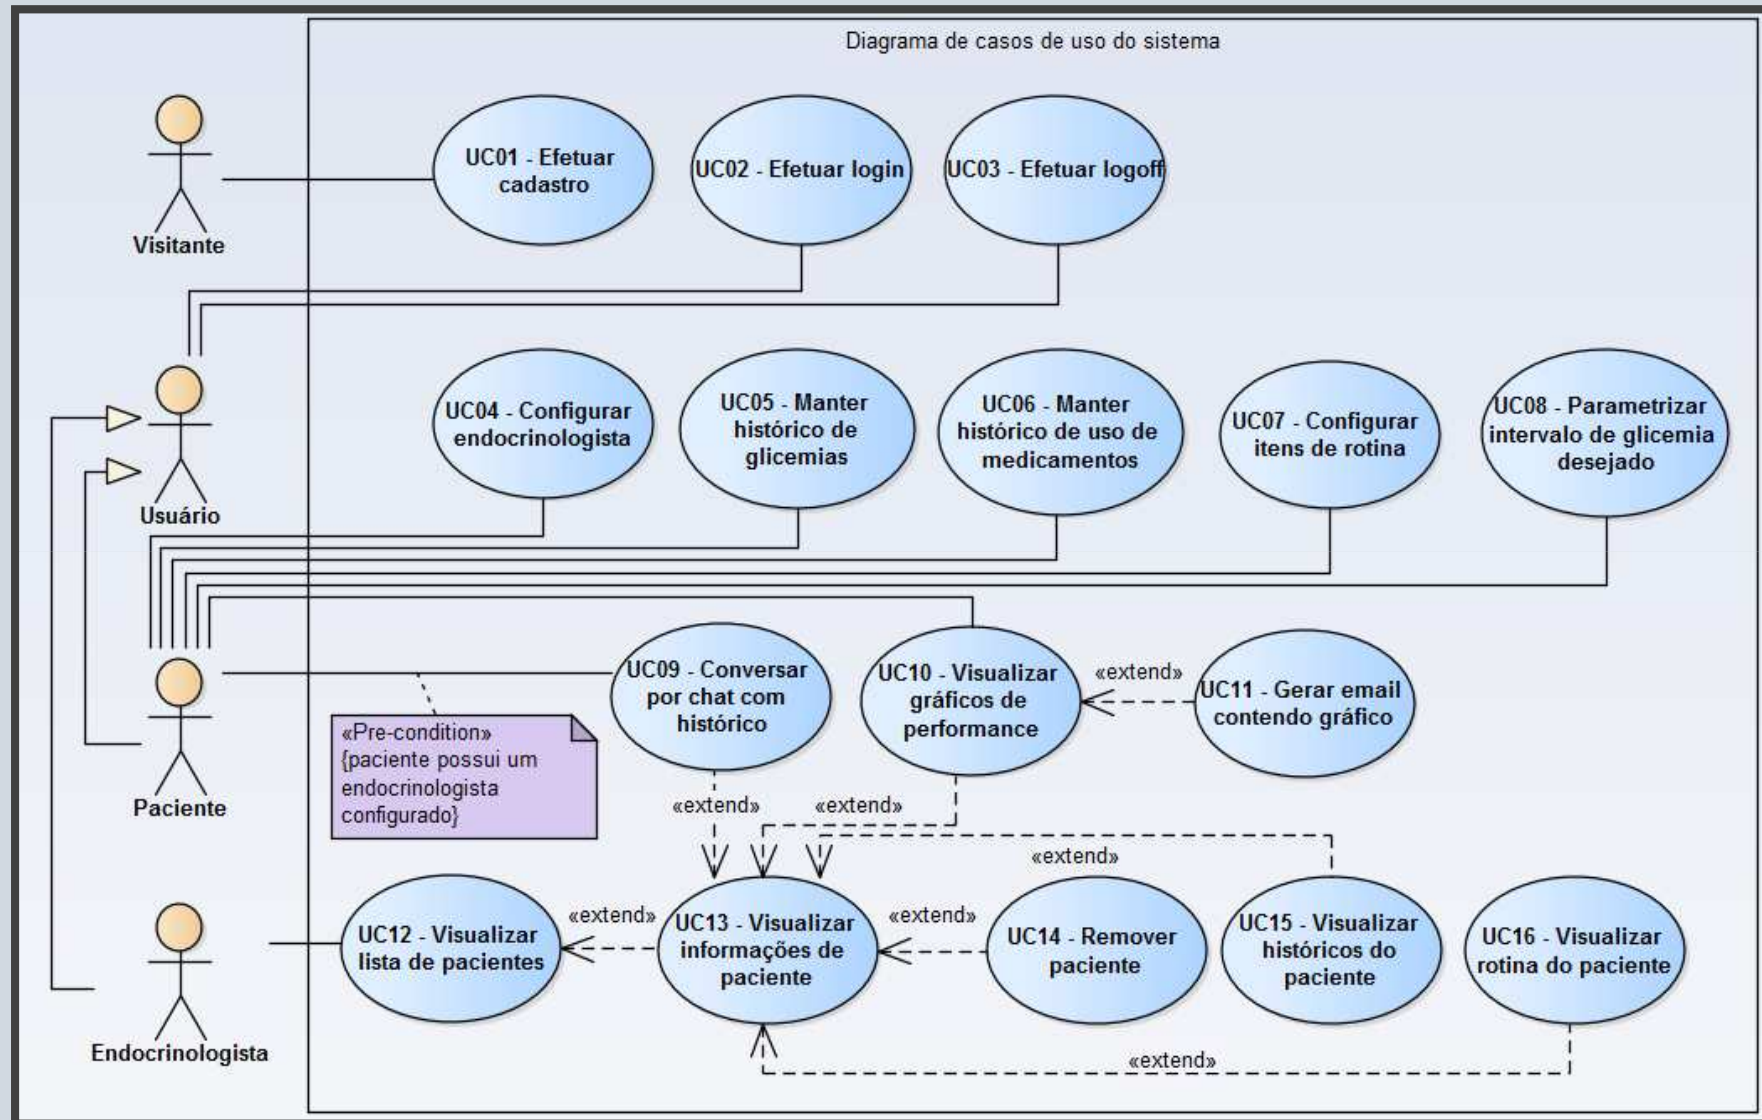 Diagrama de casos de uso do sistema
UC01 - Efetuar
cadastro
UC02 - Efetuar login
UC03 - Efetuar logoff
Visitante
UC04 - Configurar
endocrinologista
UC05 - Manter
histórico de
glicemias
UC06 - Manter
histórico de uso de
medicamentos
UC07 - Configurar
itens de rotina
UC08 - Parametrizar
intervalo de glicemia
desejado
Usuário
UC09 - Conversar
por chat com
histórico
UC10 - Visualizar
gráficos de
performance
«extend»
UC11 - Gerar email
contendo gráfico
«Pre-condition»
{paciente possui um
endocrinologista
configurado}
Paciente
«extend»
«extend»
«extend»
UC12 - Visualizar
lista de pacientes
«extend»
UC13 - Visualizar
informações de
paciente
«extend»
UC14 - Remover
paciente
UC15 - Visualizar
históricos do
paciente
UC16 - Visualizar
rotina do paciente
Endocrinologista
«extend»